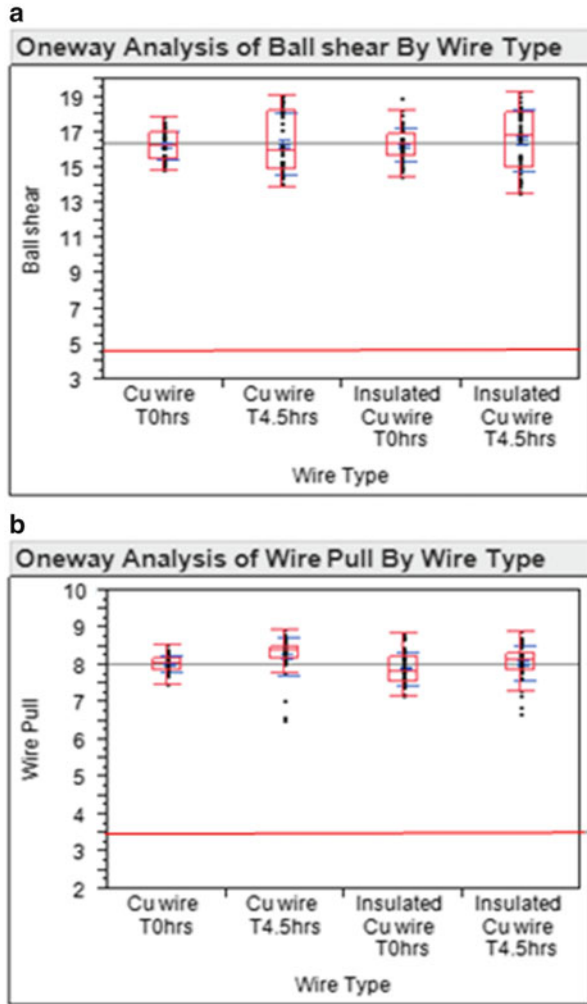 a
Oneway Analysis of Ball shear By Wire Type
19
17
15
13
11
9
7
5
3
Ball shear
Cu wire T0hrs
Cu wire T4.5hrs
Insulated Cu wire T0hrs
Insulated Cu wire T4.5hrs
Wire Type
b
Oneway Analysis of Wire Pull By Wire Type
10
9
8
7
6
5
4
3
2
Wire Pull
Cu wire T0hrs
Cu wire T4.5hrs
Insulated Cu wire T0hrs
Insulated Cu wire T4.5hrs
Wire Type